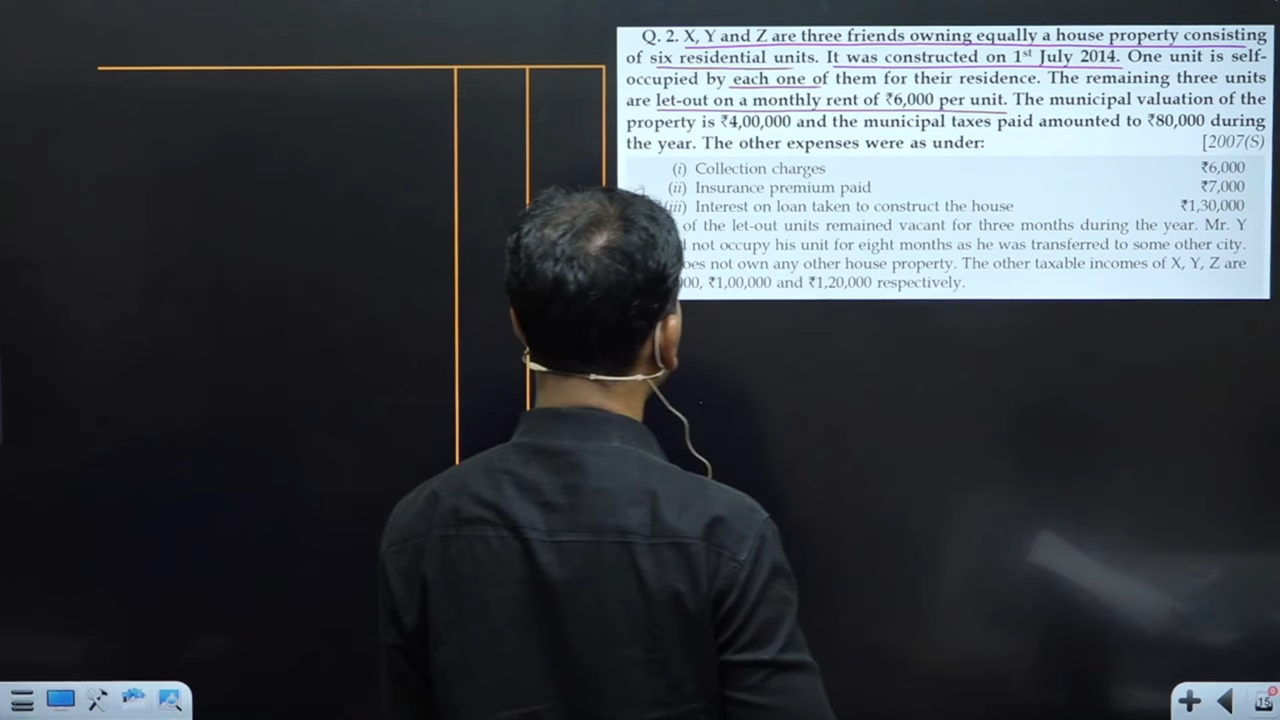 Q. 2. X, Y and Z are three friends owning equally a house property consisting
of six residential units. It was constructed on 1st July 2014. One unit is self-
occupied by each one of them for their residence. The remaining three units
are let-out on a monthly rent of ₹6,000 per unit. The municipal valuation of the
property is ₹4,00,000 and the municipal taxes paid amounted to ₹80,000 during
the year. The other expenses were as under: [2007(S)
(i) Collection charges ₹6,000
(ii) Insurance premium paid ₹7,000
(iii) Interest on loan taken to construct the house ₹1,30,000
of the let-out units remained vacant for three months during the year. Mr. Y
not occupy his unit for eight months as he was transferred to some other city.
not own any other house property. The other taxable incomes of X, Y, Z are
₹1,00,000 and ₹1,20,000 respectively.
15